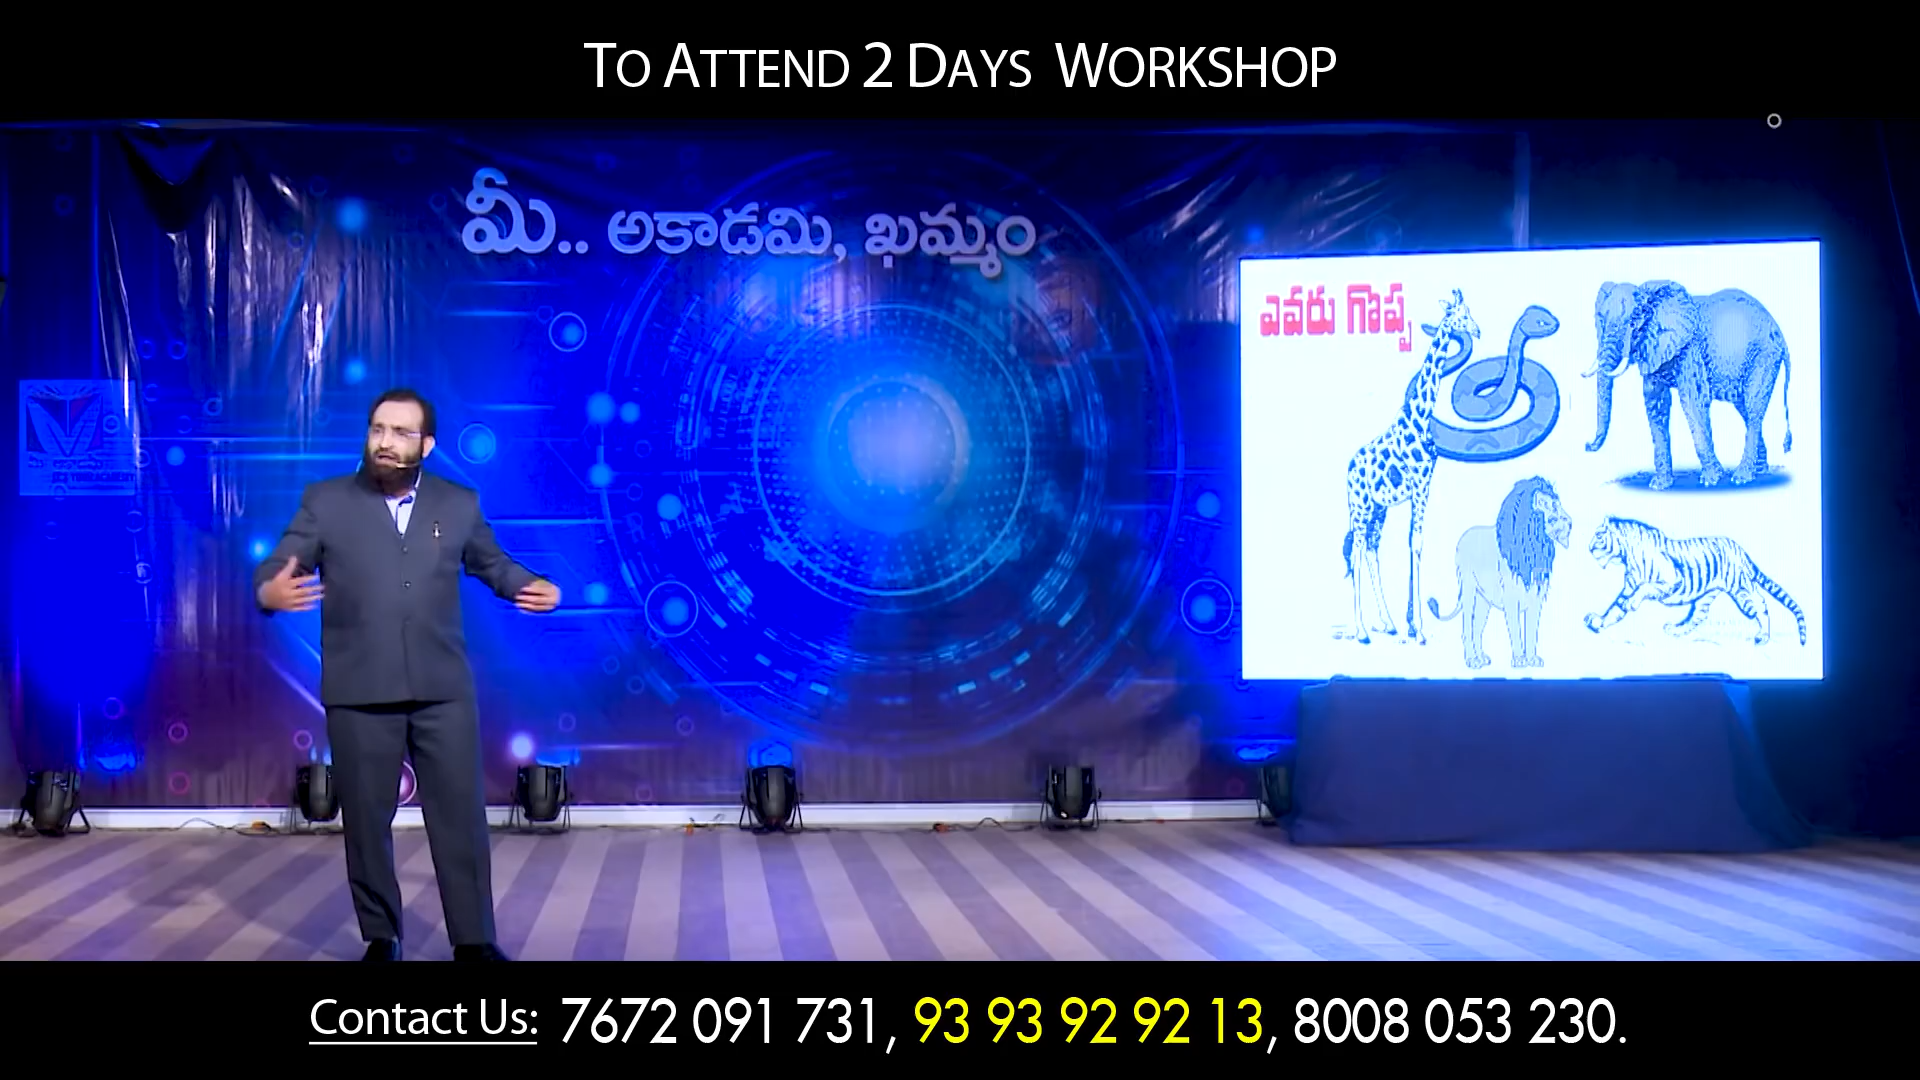 TO ATTEND 2 DAYS WORKSHOP
మీ.. అకాడమి, ఖమ్మం
ఎవరు గొప్ప
Contact Us: 7672 091 731, 93 93 92 92 13, 8008 053 230.